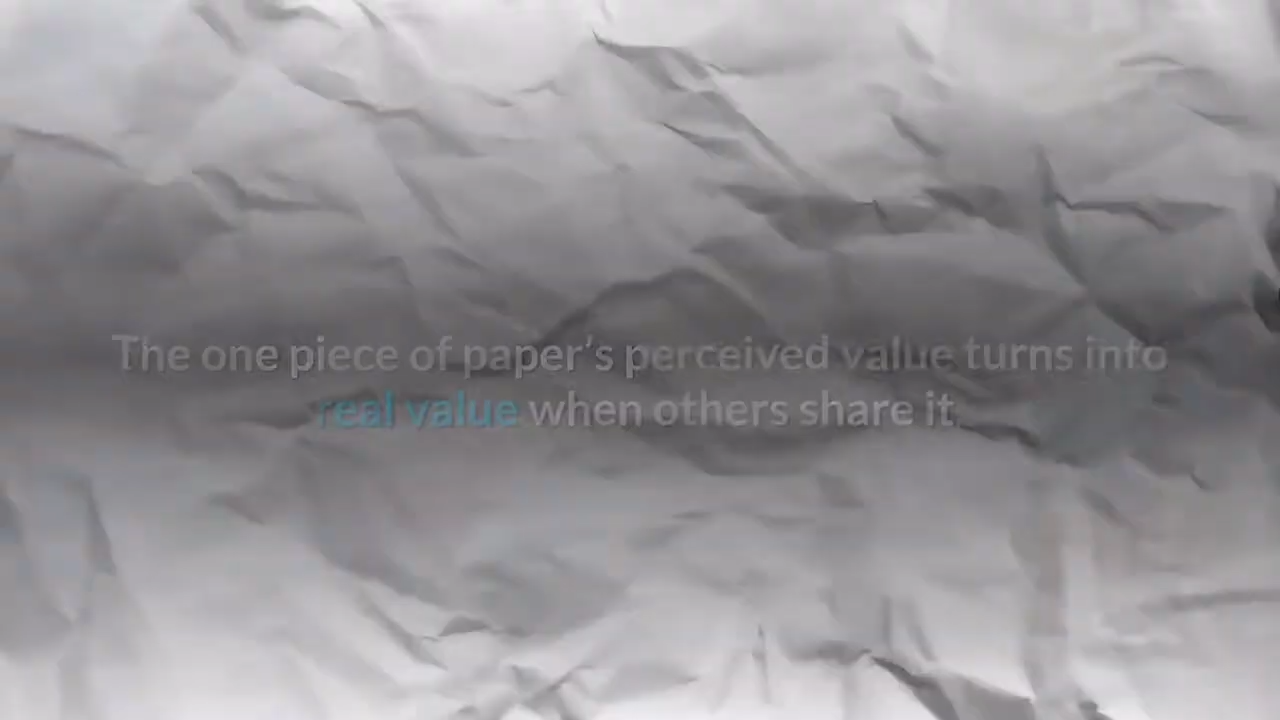 The one piece of paper’s perceived value turns into
real value when others share it.